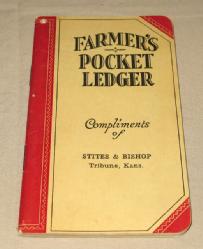 FARMER'S
POCKET
LEDGER
Compliments
of
STITES & BISHOP
Tribune, Kans.